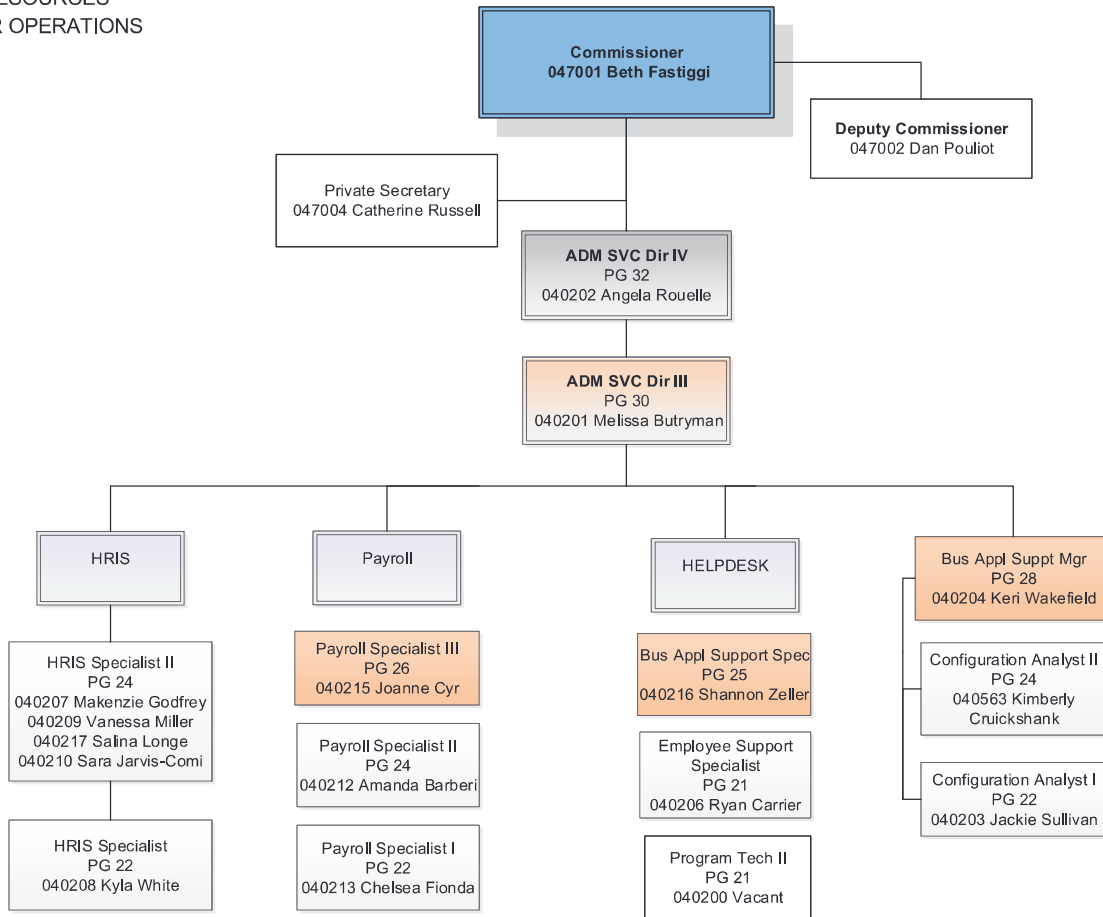 ESOURCES
R OPERATIONS
Commissioner
047001 Beth Fastiggi
Deputy Commissioner
047002 Dan Pouliot
Private Secretary
047004 Catherine Russell
ADM SVC Dir IV
PG 32
040202 Angela Rouelle
ADM SVC Dir III
PG 30
040201 Melissa Butryman
HRIS
HRIS Specialist II
PG 24
040207 Makenzie Godfrey
040209 Vanessa Miller
040217 Salina Longe
040210 Sara Jarvis-Comi
HRIS Specialist
PG 22
040208 Kyla White
Payroll
Payroll Specialist III
PG 26
040215 Joanne Cyr
Payroll Specialist II
PG 24
040212 Amanda Barberi
Payroll Specialist I
PG 22
040213 Chelsea Fionda
HELPDESK
Bus Appl Support Spec
PG 25
040216 Shannon Zeller
Employee Support
Specialist
PG 21
040206 Ryan Carrier
Program Tech II
PG 21
040200 Vacant
Bus Appl Suppt Mgr
PG 28
040204 Keri Wakefield
Configuration Analyst II
PG 24
040563 Kimberly
Cruickshank
Configuration Analyst I
PG 22
040203 Jackie Sullivan